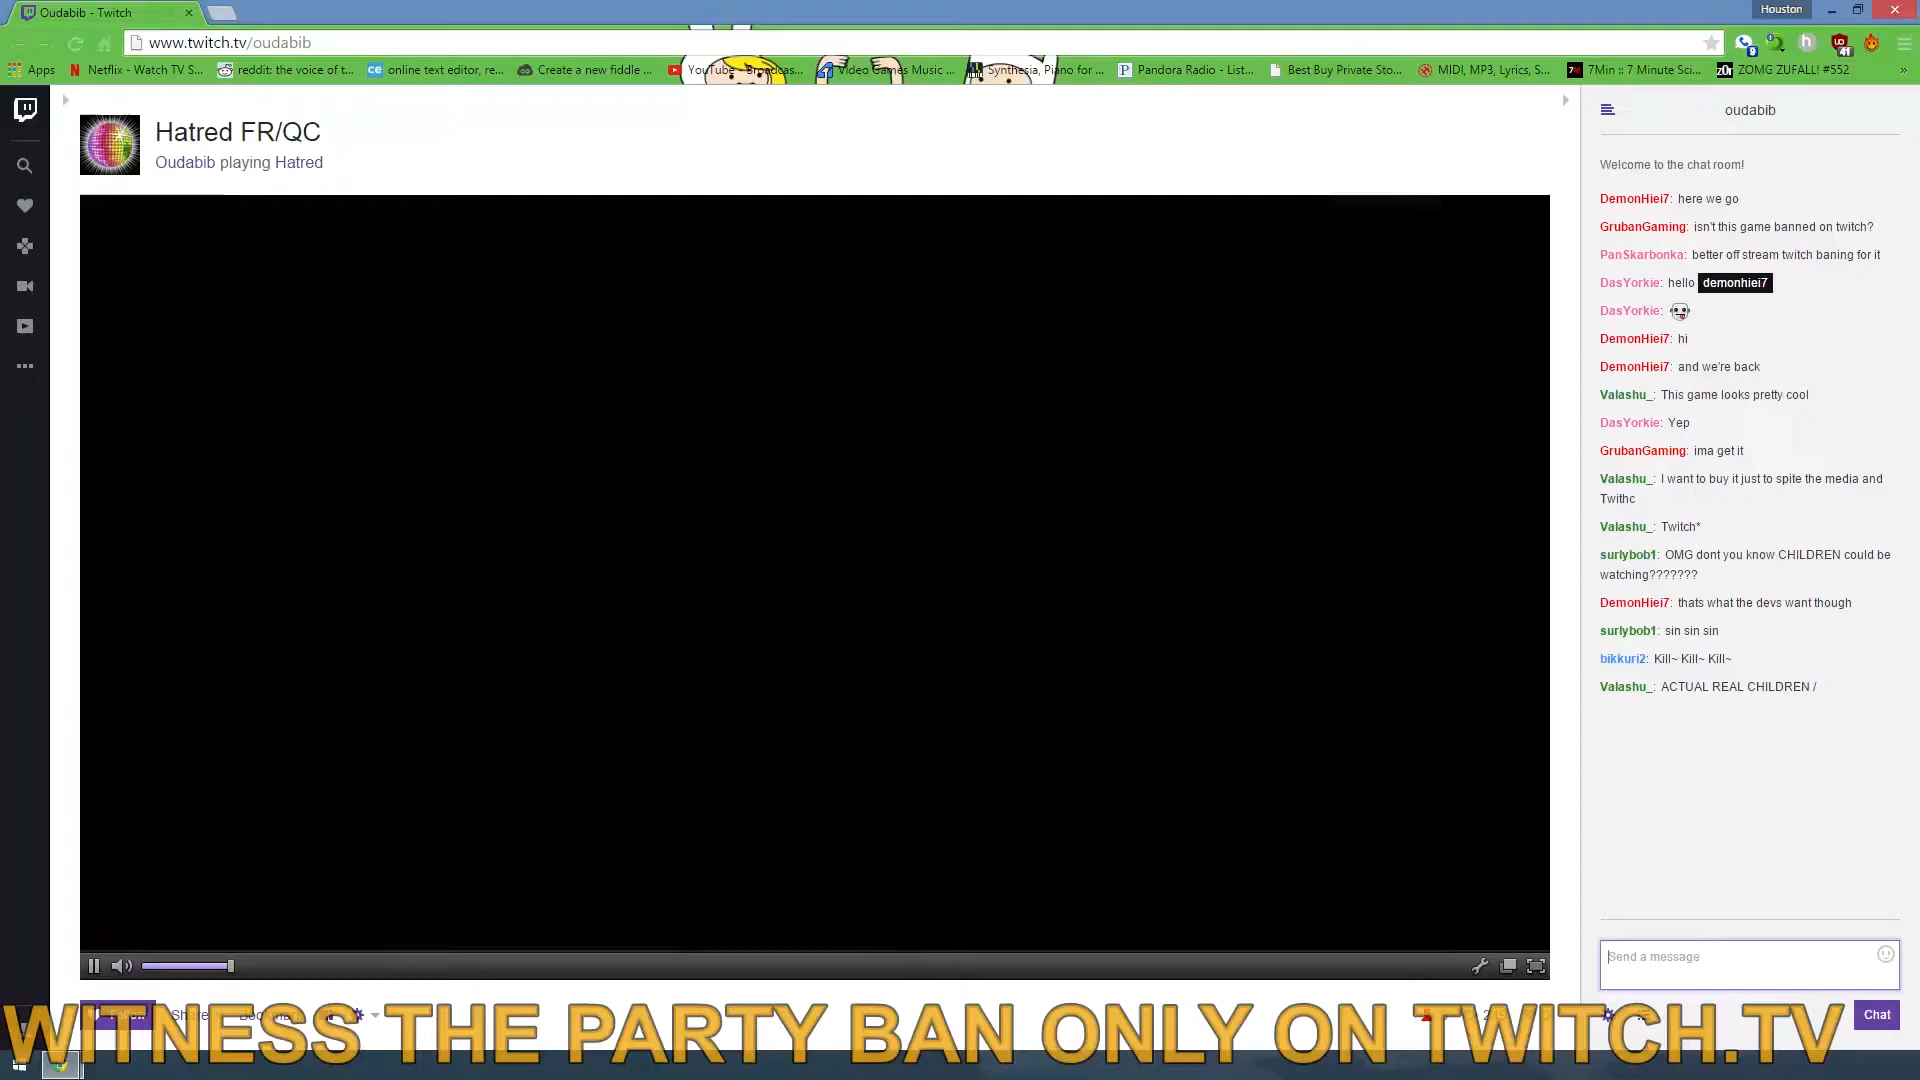 Oudabib - Twitch
Houston
www.twitch.tv/oudabib
Apps
Netflix - Watch TV S...
reddit: the voice of t...
online text editor, re...
Create a new fiddle ...
YouTube - Broadcas...
Video Games Music ...
Synthesia, Piano for ...
Pandora Radio - List...
Best Buy Private Sto...
MIDI, MP3, Lyrics, S...
7Min :: 7 Minute Sci...
ZOMG ZUFALL! #552
»
Hatred FR/QC
Oudabib playing Hatred
oudabib
Welcome to the chat room!
DemonHiei7: here we go
GrubanGaming: isn't this game banned on twitch?
PanSkarbonka: better off stream twitch baning for it
DasYorkie: hello demonhiei7
DasYorkie:
DemonHiei7: hi
DemonHiei7: and we're back
Valashu_: This game looks pretty cool
DasYorkie: Yep
GrubanGaming: ima get it
Valashu_: I want to buy it just to spite the media and
Twithc
Valashu_: Twitch*
surlybob1: OMG dont you know CHILDREN could be
watching???????
DemonHiei7: thats what the devs want though
surlybob1: sin sin sin
bikkuri2: Kill~ Kill~ Kill~
Valashu_: ACTUAL REAL CHILDREN /
Send a message
Share
Chat
WITNESS THE PARTY BAN ONLY ON TWITCH.TV